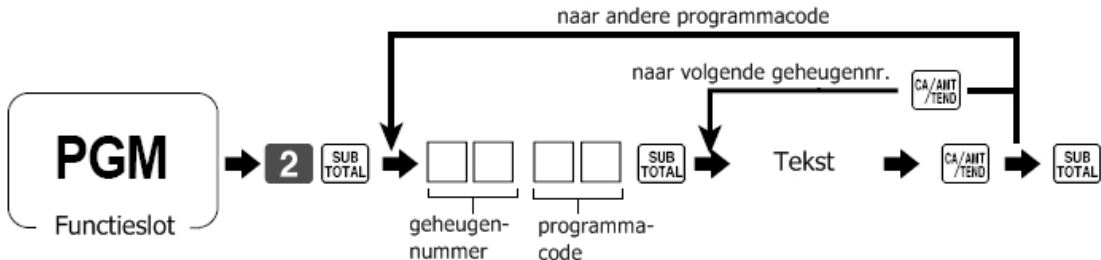 naar andere programmacode
naar volgende geheugennr.
CA/AMT
/TEND
PGM
2
SUB
TOTAL
SUB
TOTAL
Tekst
CA/AMT
/TEND
SUB
TOTAL
Functieslot
geheugen-
nummer
programma-
code